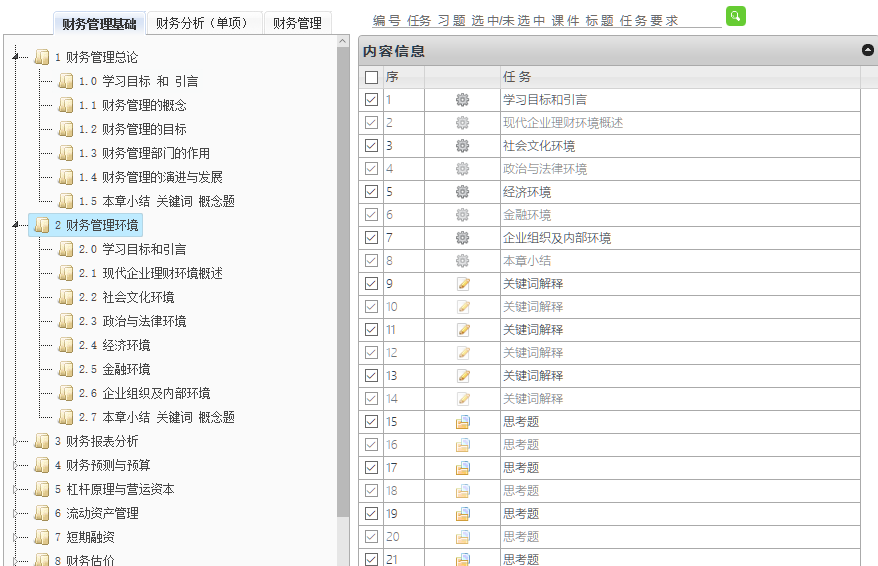 财务管理基础 财务分析（单项） 财务管理
编号 任务 习题 选中/未选中 课件 标题 任务要求
1 财务管理总论
1.0 学习目标 和 引言
1.1 财务管理的概念
1.2 财务管理的目标
1.3 财务管理部门的作用
1.4 财务管理的演进与发展
1.5 本章小结 关键词 概念题
2 财务管理环境
2.0 学习目标和引言
2.1 现代企业理财环境概述
2.2 社会文化环境
2.3 政治与法律环境
2.4 经济环境
2.5 金融环境
2.6 企业组织及内部环境
2.7 本章小结 关键词 概念题
3 财务报表分析
4 财务预测与预算
5 杠杆原理与营运资本
6 流动资产管理
7 短期融资
8 财务估价
内容信息
序 任务
1 学习目标和引言
2 现代企业理财环境概述
3 社会文化环境
4 政治与法律环境
5 经济环境
6 金融环境
7 企业组织及内部环境
8 本章小结
9 关键词解释
10 关键词解释
11 关键词解释
12 关键词解释
13 关键词解释
14 关键词解释
15 思考题
16 思考题
17 思考题
18 思考题
19 思考题
20 思考题
21 思考题